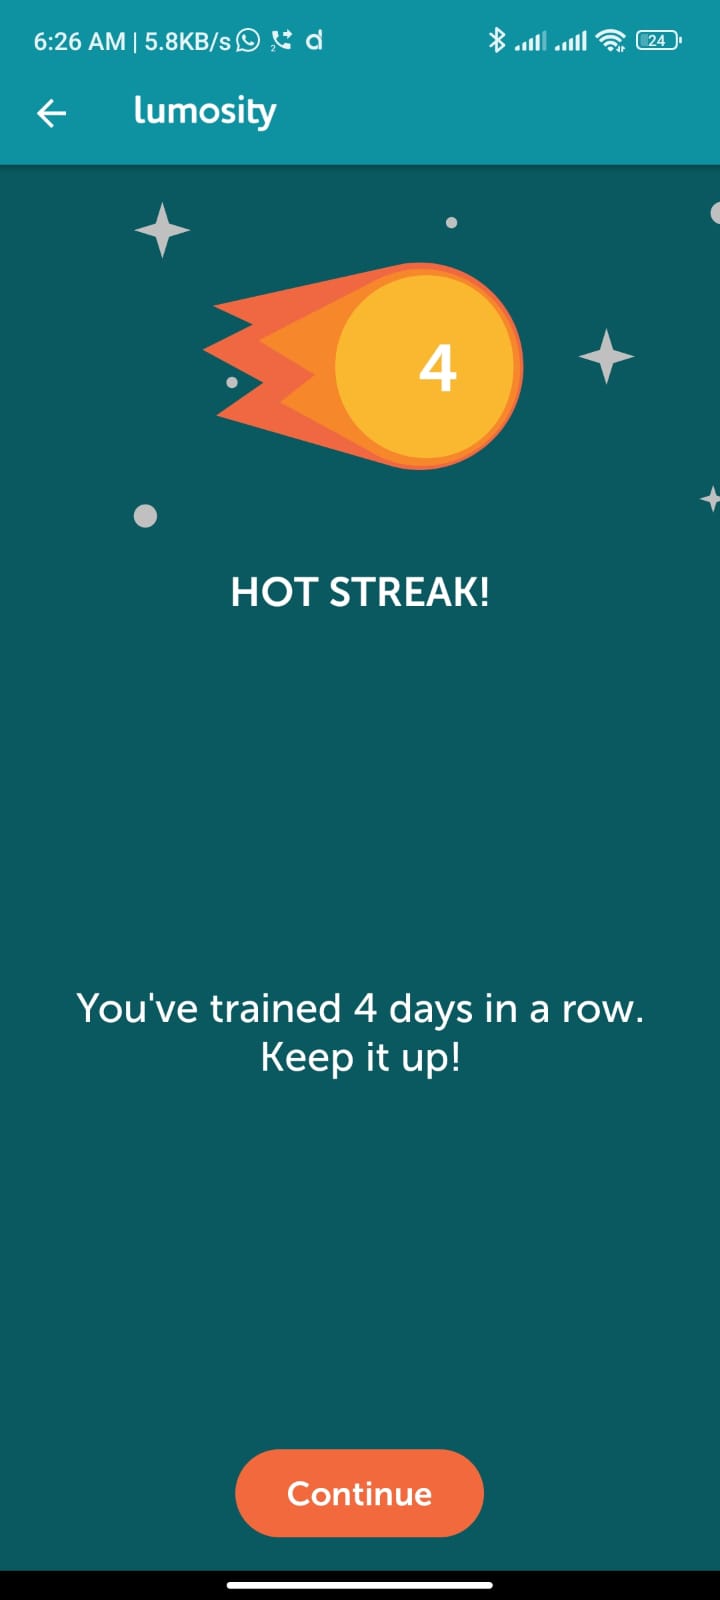 6:26 AM | 5.8KB/s
2
d
24
lumosity
4
HOT STREAK!
You've trained 4 days in a row.
Keep it up!
Continue